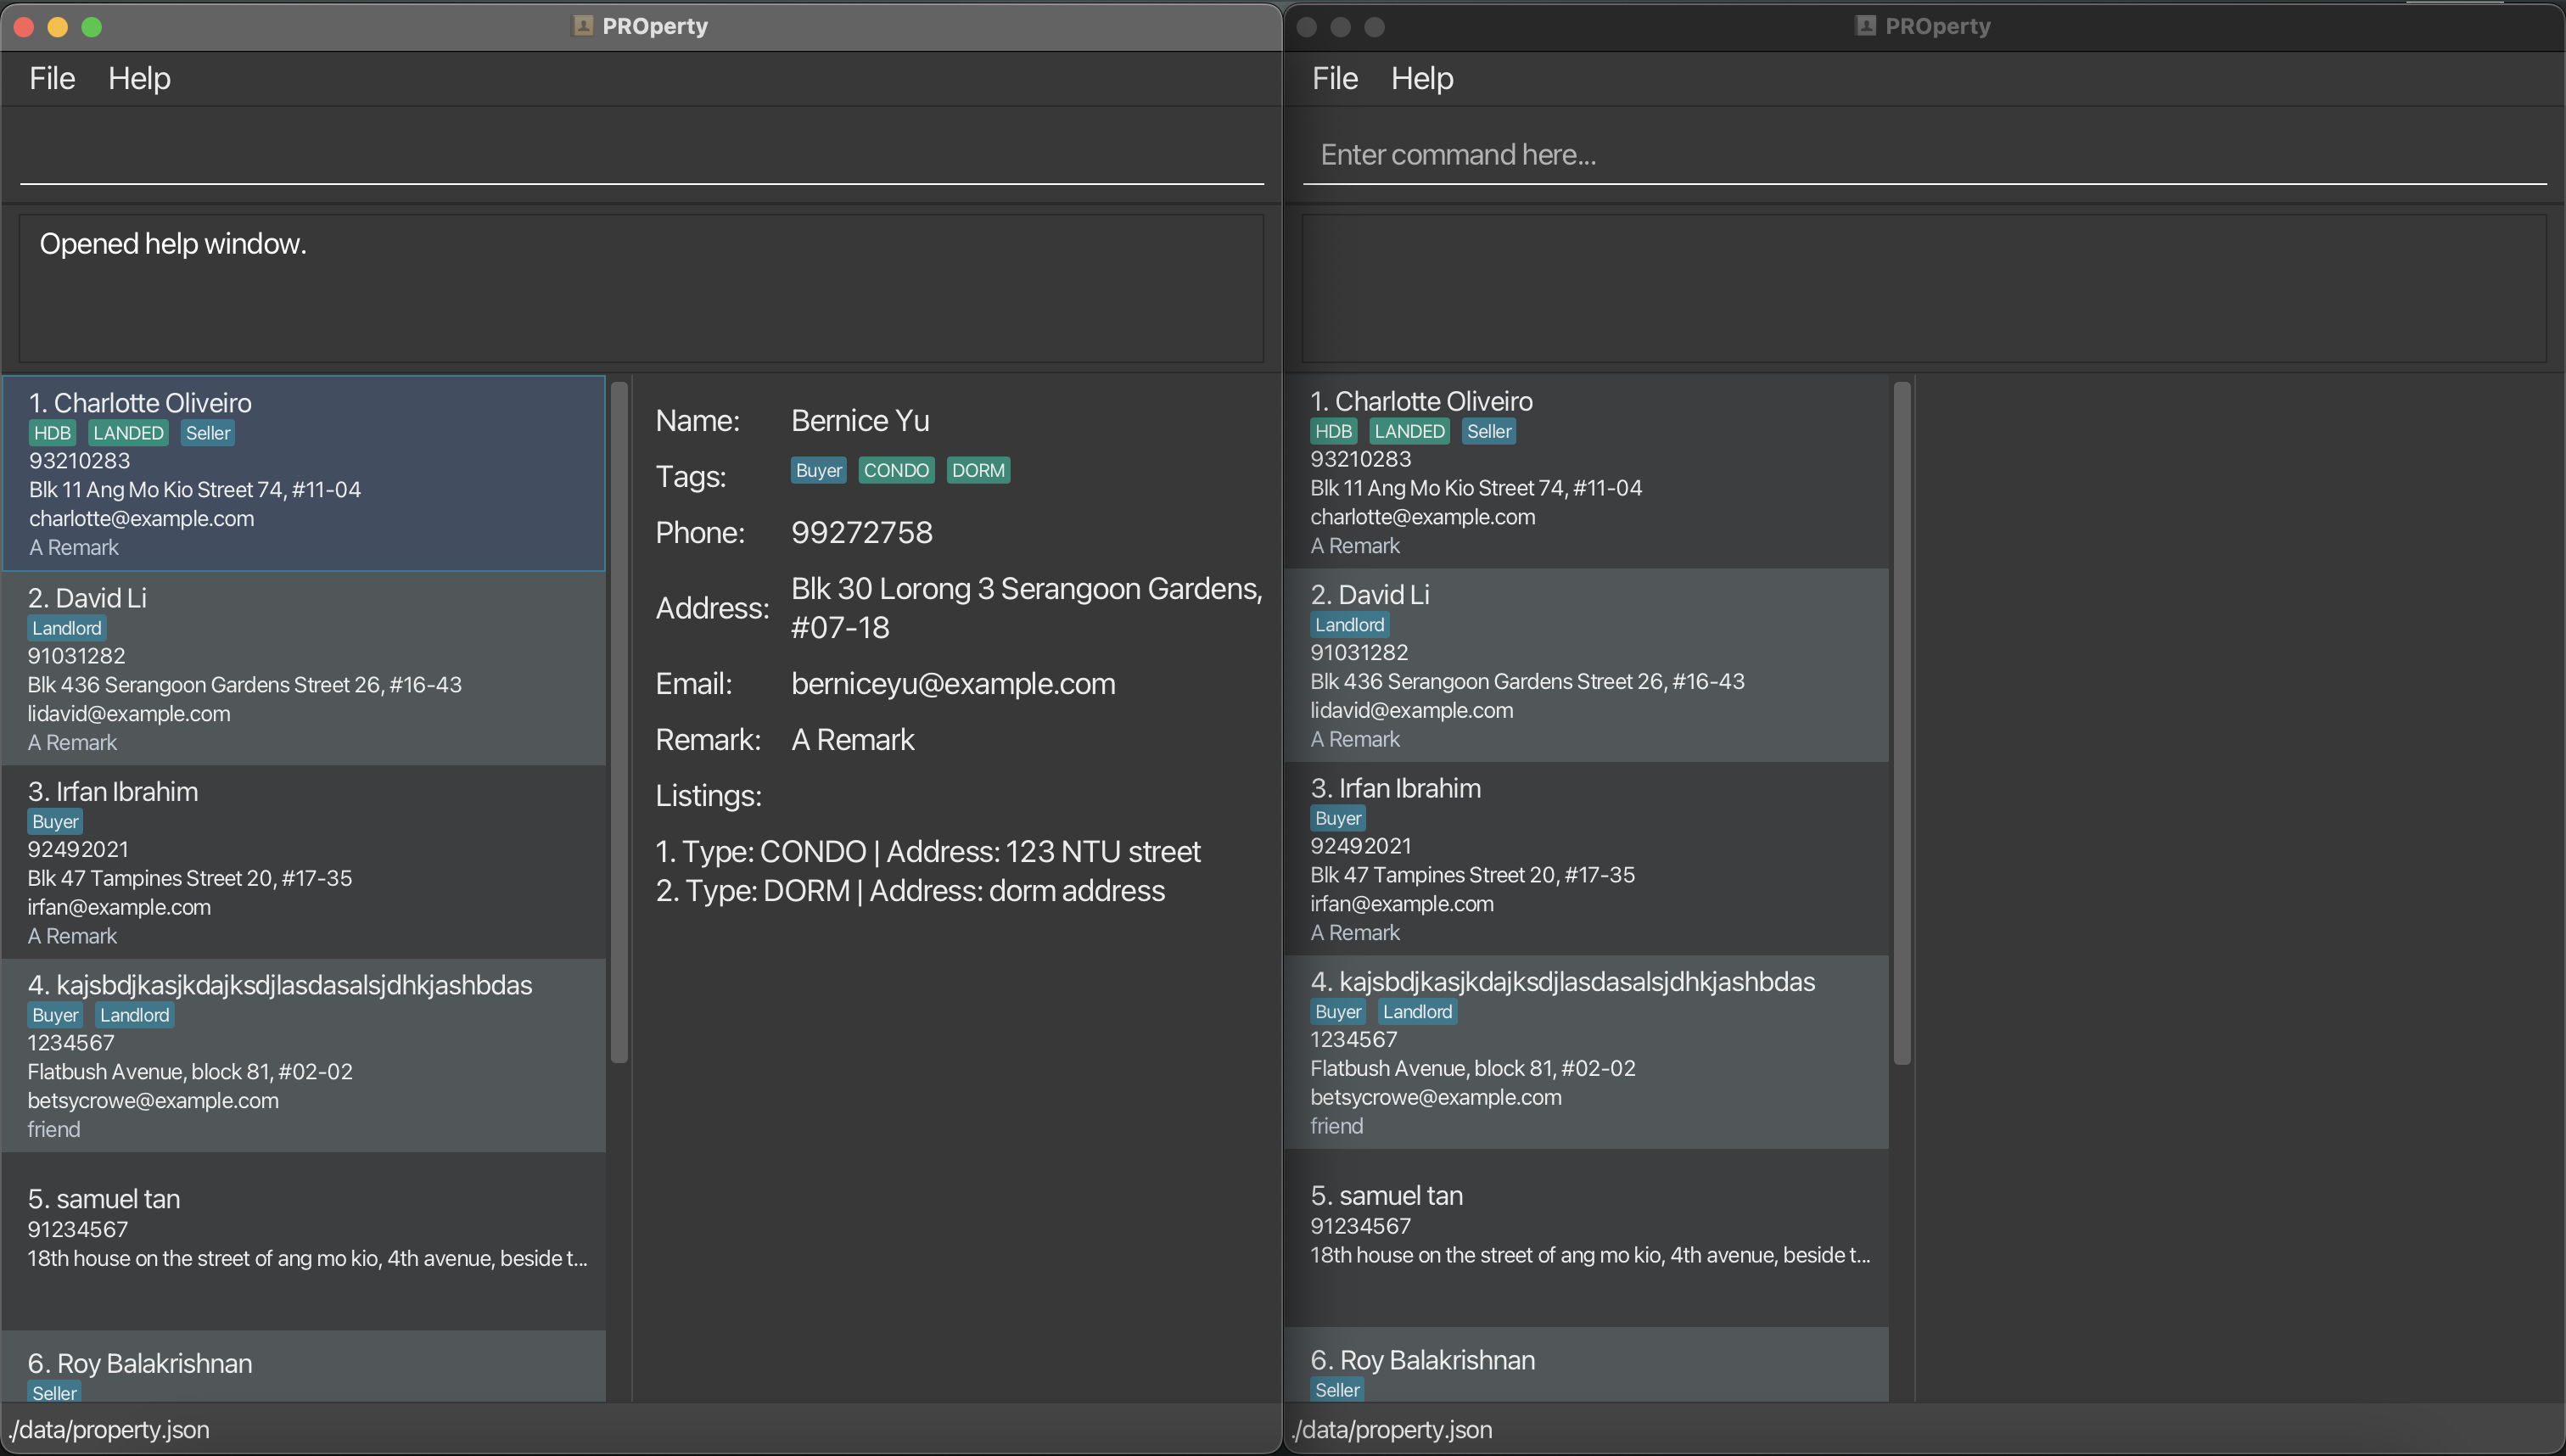 PROperty
File Help
Opened help window.
1. Charlotte Oliveiro
HDB LANDED Seller
93210283
Blk 11 Ang Mo Kio Street 74, #11-04
charlotte@example.com
A Remark
2. David Li
Landlord
91031282
Blk 436 Serangoon Gardens Street 26, #16-43
lidavid@example.com
A Remark
3. Irfan Ibrahim
Buyer
92492021
Blk 47 Tampines Street 20, #17-35
irfan@example.com
A Remark
4. kajsbdjkasjkdajksdjlasdasalsjdhkjashbdas
Buyer Landlord
1234567
Flatbush Avenue, block 81, #02-02
betsycrowe@example.com
friend
5. samuel tan
91234567
18th house on the street of ang mo kio, 4th avenue, beside t...
6. Roy Balakrishnan
Seller
Name: Bernice Yu
Tags: Buyer CONDO DORM
Phone: 99272758
Address: Blk 30 Lorong 3 Serangoon Gardens,
#07-18
Email: berniceyu@example.com
Remark: A Remark
Listings:
1. Type: CONDO | Address: 123 NTU street
2. Type: DORM | Address: dorm address
./data/property.json
PROperty
File Help
Enter command here...
1. Charlotte Oliveiro
HDB LANDED Seller
93210283
Blk 11 Ang Mo Kio Street 74, #11-04
charlotte@example.com
A Remark
2. David Li
Landlord
91031282
Blk 436 Serangoon Gardens Street 26, #16-43
lidavid@example.com
A Remark
3. Irfan Ibrahim
Buyer
92492021
Blk 47 Tampines Street 20, #17-35
irfan@example.com
A Remark
4. kajsbdjkasjkdajksdjlasdasalsjdhkjashbdas
Buyer Landlord
1234567
Flatbush Avenue, block 81, #02-02
betsycrowe@example.com
friend
5. samuel tan
91234567
18th house on the street of ang mo kio, 4th avenue, beside t...
6. Roy Balakrishnan
Seller
./data/property.json